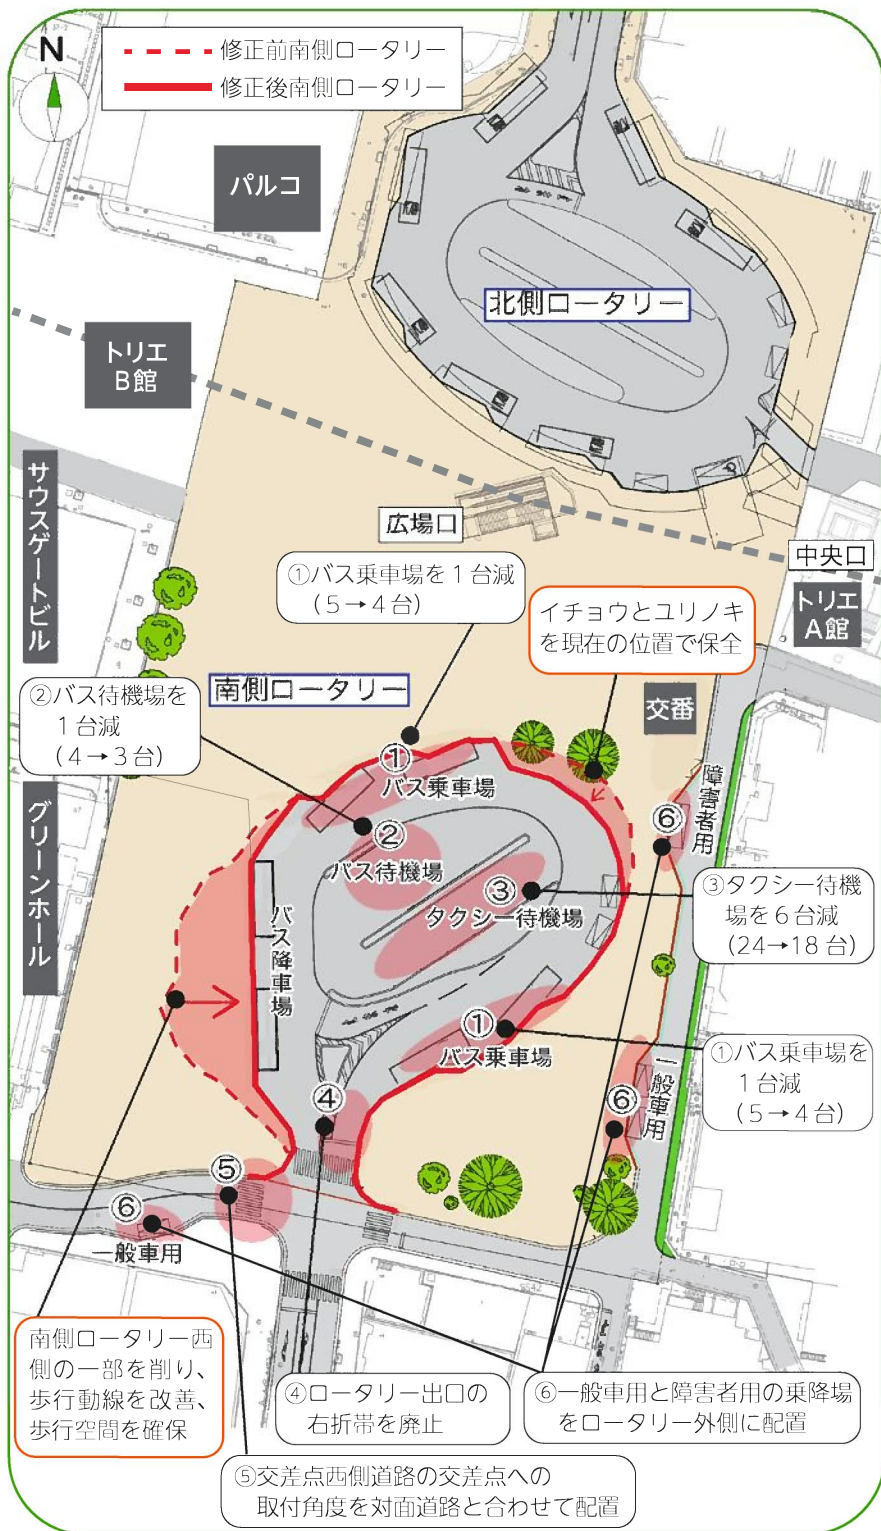 N
修正前南側ロータリー
修正後南側ロータリー
パルコ
北側ロータリー
トリエ
B館
サウスゲートビル
広場口
中央口
トリエ
A館
①バス乗車場を1台減
(5→4台)
イチョウとユリノキ
を現在の位置で保全
②バス待機場を
1台減
(4→3台)
南側ロータリー
交番
①
バス乗車場
障害者用
⑥
②
バス待機場
グリーンホール
③
タクシー待機場
③タクシー待機
場を6台減
(24→18台)
バス降車場
①
バス乗車場
①バス乗車場を
1台減
(5→4台)
一般車用
④
⑥
⑤
⑥
一般車用
南側ロータリー西
側の一部を削り、
歩行動線を改善、
歩行空間を確保
④ロータリー出口の
右折帯を廃止
⑥一般車用と障害者用の乗降場
をロータリー外側に配置
⑤交差点西側道路の交差点への
取付角度を対面道路と合わせて配置